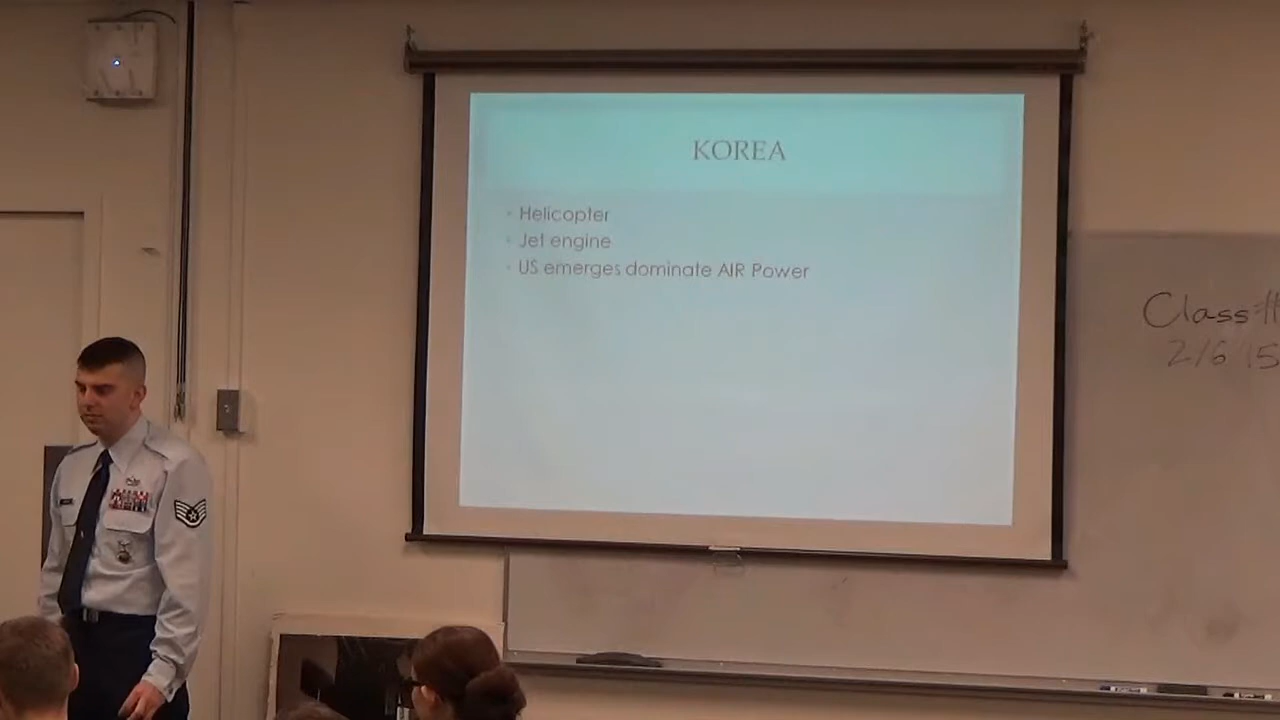 KOREA
Helicopter
Jet engine
US emerges dominate AIR Power
Class #
2/6/15